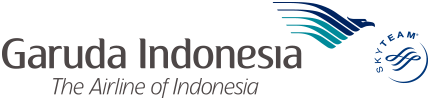 Garuda Indonesia
The Airline of Indonesia
SKYTEAM